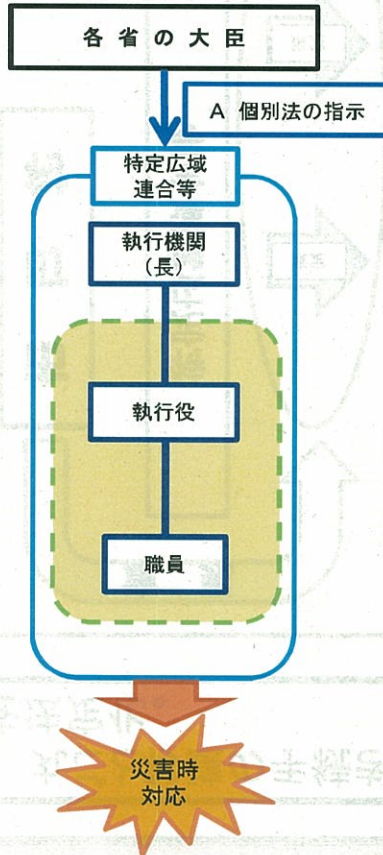 各省の大臣
A 個別法の指示
特定広域
連合等
執行機関
(長)
執行役
職員
災害時
対応